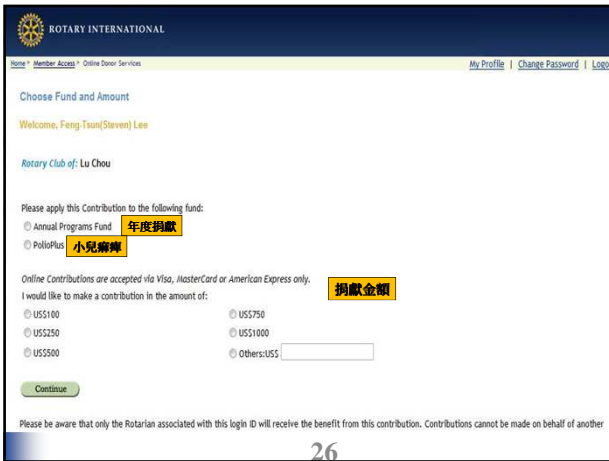 ROTARY INTERNATIONAL
Home > Member Access > Online Donor Services
My Profile | Change Password | Logo
Choose Fund and Amount
Welcome, Feng-Tsun(Steven) Lee
Rotary Club of: Lu Chou
Please apply this Contribution to the following fund:
Annual Programs Fund 年度捐獻
PolioPlus 小兒痲痺
Online Contributions are accepted via Visa, MasterCard or American Express only.
捐獻金額
I would like to make a contribution in the amount of:
US$100 US$750
US$250 US$1000
US$500 Others:US$
Continue
Please be aware that only the Rotarian associated with this login ID will receive the benefit from this contribution. Contributions cannot be made on behalf of another
26